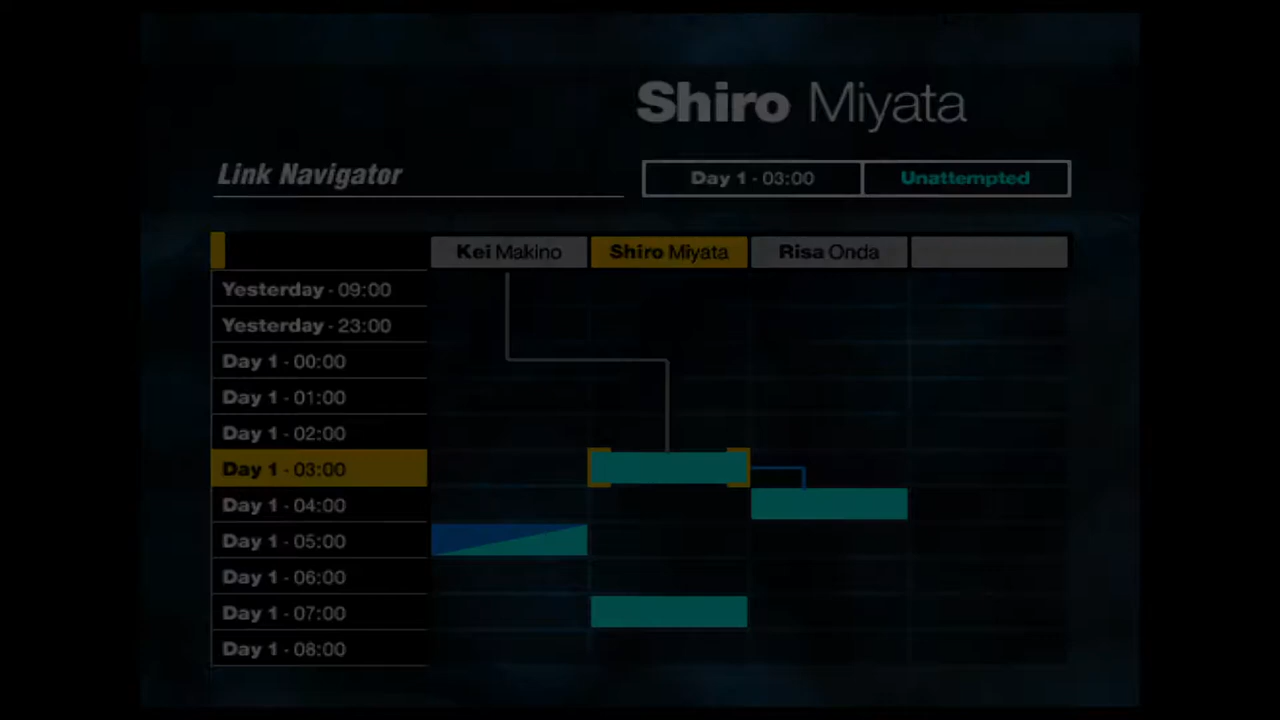 Shiro Miyata
Link Navigator
Day 1 - 03:00 Unattempted
Kei Makino Shiro Miyata Risa Onda
Yesterday - 09:00
Yesterday - 23:00
Day 1 - 00:00
Day 1 - 01:00
Day 1 - 02:00
Day 1 - 03:00
Day 1 - 04:00
Day 1 - 05:00
Day 1 - 06:00
Day 1 - 07:00
Day 1 - 08:00